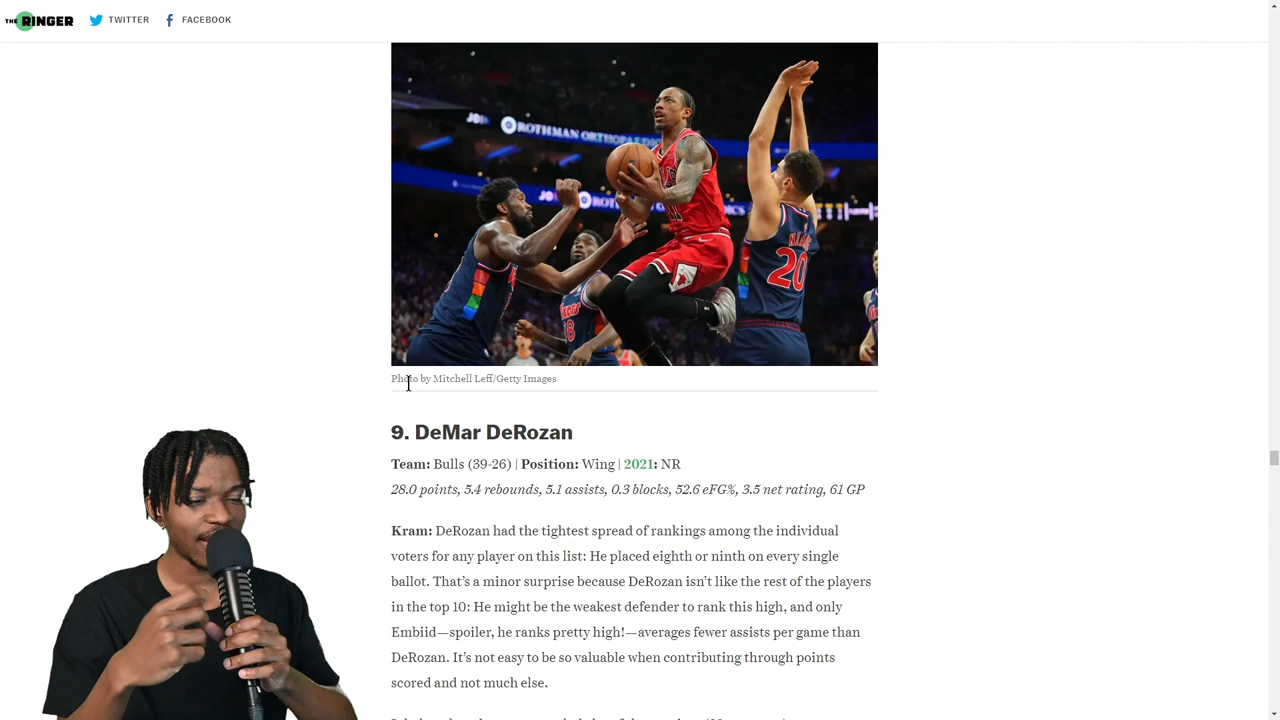 THE RINGER TWITTER FACEBOOK
ROTHMAN ORTHOPAEDIC
20
Photo by Mitchell Leff/Getty Images
9. DeMar DeRozan
Team: Bulls (39-26) | Position: Wing | 2021: NR
28.0 points, 5.4 rebounds, 5.1 assists, 0.3 blocks, 52.6 eFG%, 3.5 net rating, 61 GP
Kram: DeRozan had the tightest spread of rankings among the individual
voters for any player on this list: He placed eighth or ninth on every single
ballot. That’s a minor surprise because DeRozan isn’t like the rest of the players
in the top 10: He might be the weakest defender to rank this high, and only
Embiid—spoiler, he ranks pretty high!—averages fewer assists per game than
DeRozan. It’s not easy to be so valuable when contributing through points
scored and not much else.